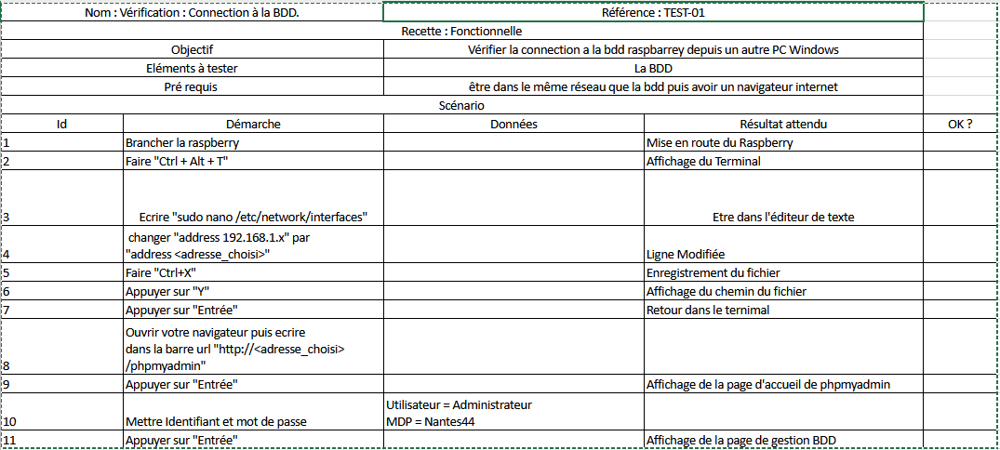 Nom : Vérification : Connection à la BDD. Référence : TEST-01
Recette : Fonctionnelle
Objectif Vérifier la connection a la bdd raspbarrey depuis un autre PC Windows
Eléments à tester La BDD
Pré requis être dans le même réseau que la bdd puis avoir un navigateur internet
Scénario
Id Démarche Données Résultat attendu OK ?
1 Brancher la raspberry Mise en route du Raspberry
2 Faire "Ctrl + Alt + T" Affichage du Terminal
3 Ecrire "sudo nano /etc/network/interfaces" Etre dans l'éditeur de texte
changer "address 192.168.1.x" par
4 "address <adresse_choisi>" Ligne Modifiée
5 Faire "Ctrl+X" Enregistrement du fichier
6 Appuyer sur "Y" Affichage du chemin du fichier
7 Appuyer sur "Entrée" Retour dans le ternimal
Ouvrir votre navigateur puis ecrire
dans la barre url "http://<adresse_choisi>
8 /phpmyadmin"
9 Appuyer sur "Entrée" Affichage de la page d'accueil de phpmyadmin
Utilisateur = Administrateur
10 Mettre Identifiant et mot de passe MDP = Nantes44
11 Appuyer sur "Entrée" Affichage de la page de gestion BDD